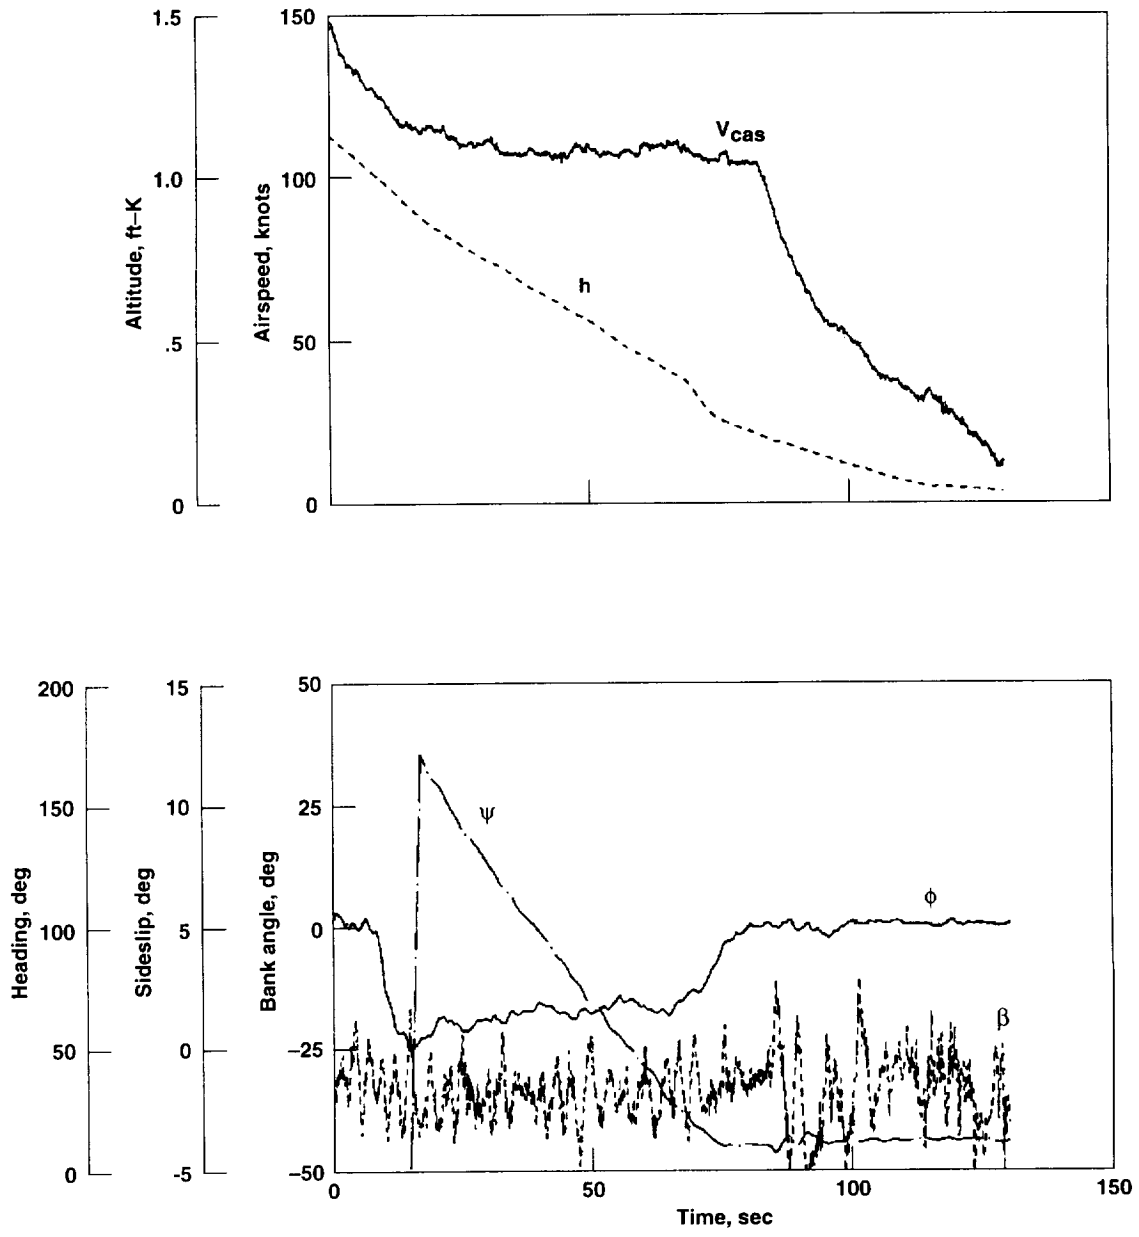 1.5
150
V cas
1.0
100
Altitude, ft–K
Airspeed, knots
h
.5
50
0
0
200
15
50
150
10
25
ψ
Heading, deg
Sideslip, deg
Bank angle, deg
φ
100
5
0
β
50
0
–25
0
-5
–50
0
50
100
150
Time, sec